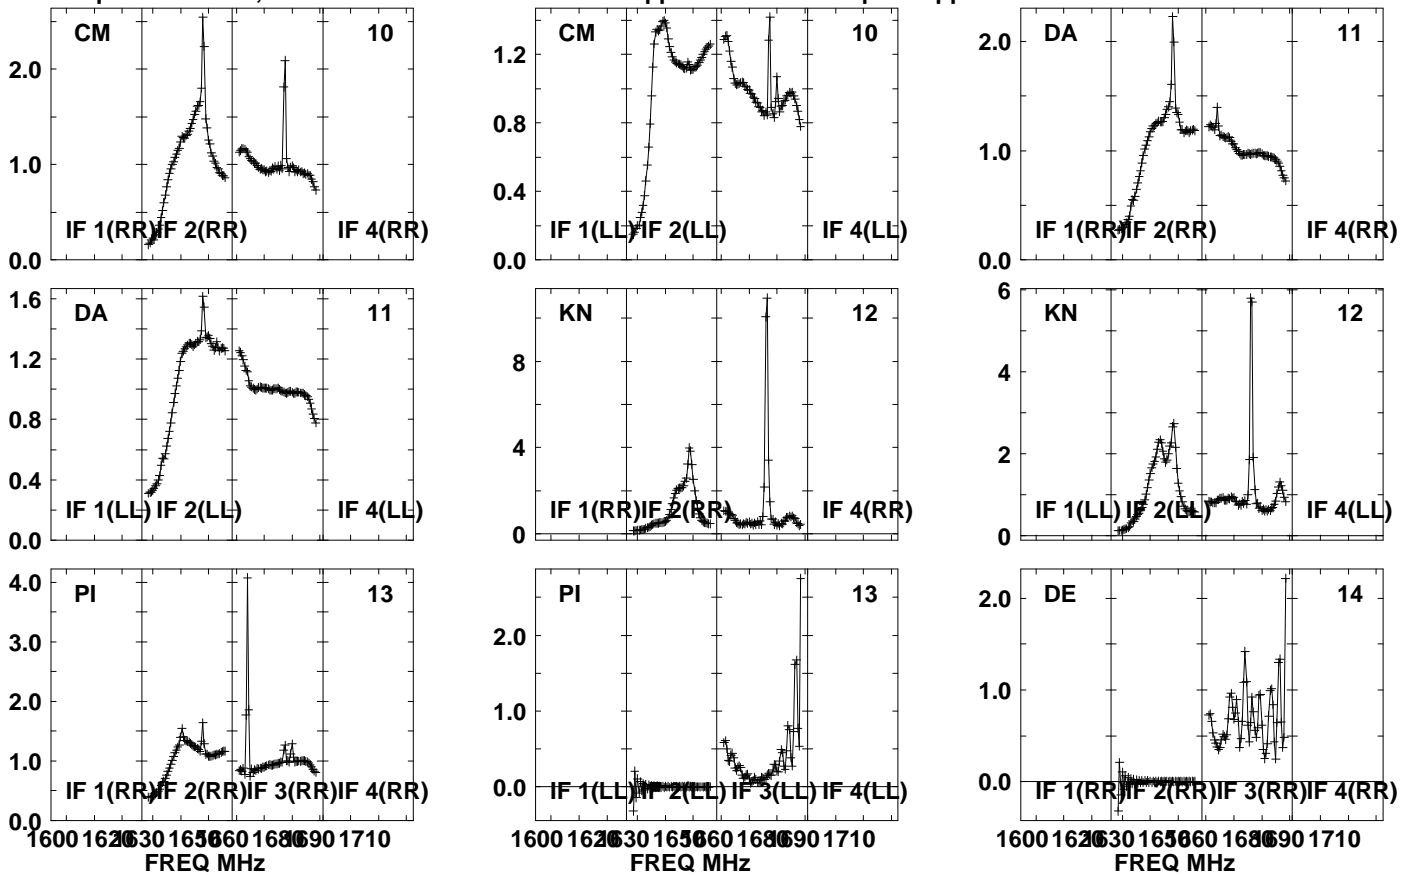 CM 10 CM 10 DA 11
2.0 1.2 2.0
1.0 0.8 1.0
0.4
IF 1(RR) IF 2(RR) IF 4(RR) IF 1(LL) IF 2(LL) IF 4(LL) IF 1(RR) IF 2(RR) IF 4(RR)
0.0 0.0 0.0
1.6 DA 11 KN 12 6 KN 12
1.2 8 4
0.8 4 2
0.4
IF 1(LL) IF 2(LL) IF 4(LL) IF 1(RR) IF 2(RR) IF 4(RR) IF 1(LL) IF 2(LL) IF 4(LL)
0.0 0 0
4.0 PI 13 PI 13 2.0 DE 14
3.0 2.0
2.0 1.0 1.0
1.0
IF 1(RR) IF 2(RR) IF 3(RR) IF 4(RR) IF 1(LL) IF 2(LL) IF 3(LL) IF 4(LL) IF 1(RR) IF 2(RR) IF 3(RR) IF 4(RR)
0.0 0.0 0.0
1600 1620 1630 1650 1660 1680 1690 1710 1600 1620 1630 1650 1660 1680 1690 1710 1600 1620 1630 1650 1660 1680 1690 1710
FREQ MHz FREQ MHz